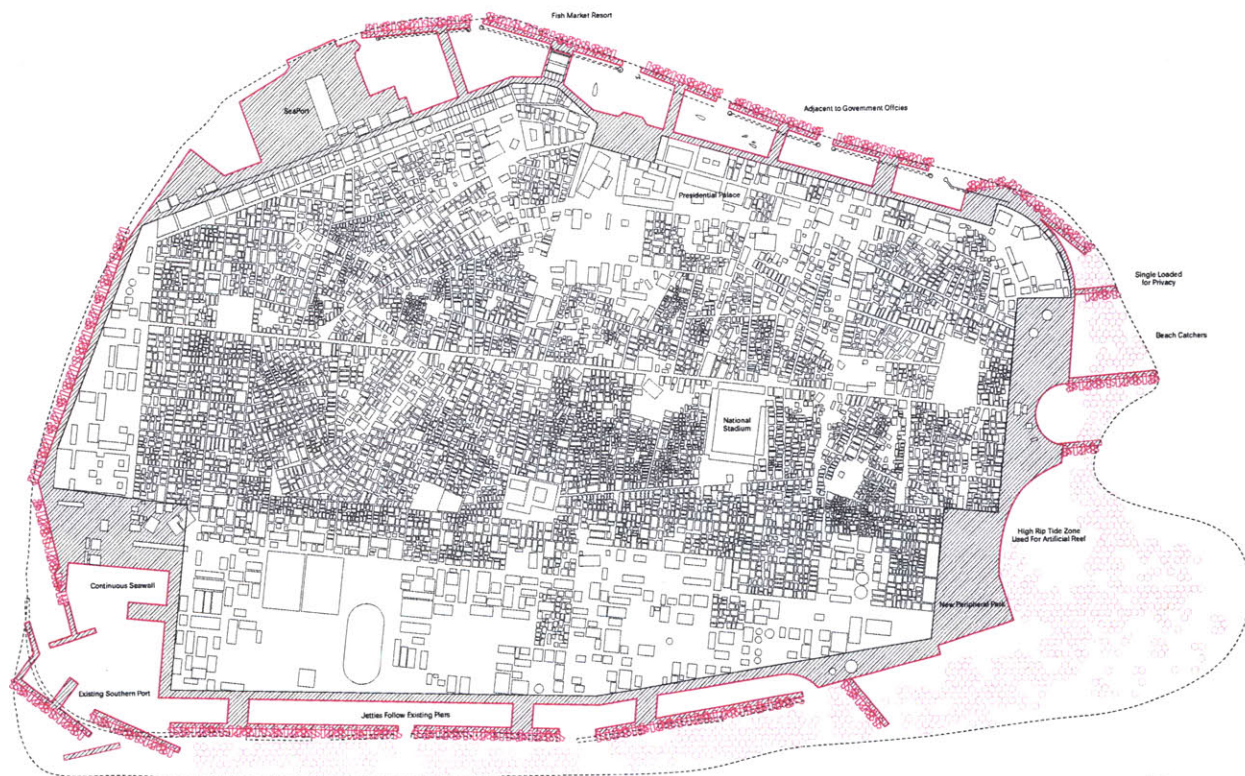 Fish Market Resort
SeaPort
Adjacent to Government Offcies
Presidential Palace
Single Loaded
for Privacy
Beach Catchers
National
Stadium
High Rip Tide Zone
Used For Artificial Reef
Continuous Seawall
New Peripheral Park
Existing Southern Port
Jetties Follow Existing Piers